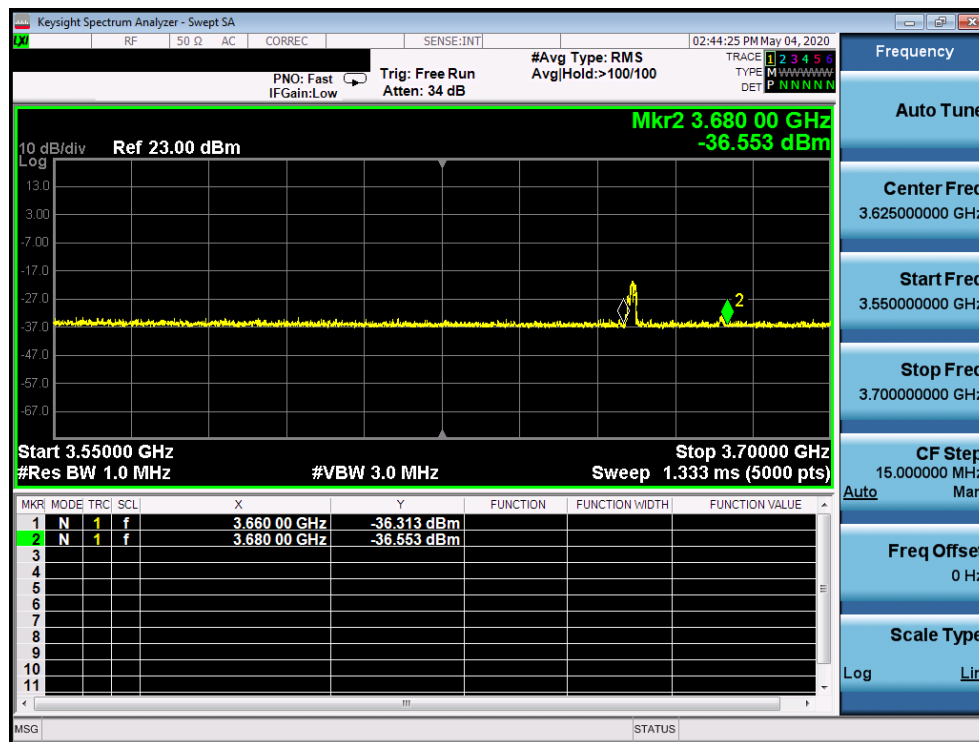 Keysight Spectrum Analyzer - Swept SA
LXI RF 50 Ω AC CORREC SENSE:INT 02:44:25 PM May 04, 2020
#Avg Type: RMS TRACE 1 2 3 4 5 6
PNO: Fast Trig: Free Run Avg|Hold:>100/100 TYPE M WWWWW
IFGain:Low Atten: 34 dB DET P N N N N N
Mkr2 3.680 00 GHz
10 dB/div Ref 23.00 dBm -36.553 dBm
Log
13.0
3.00
-7.00
-17.0
-27.0
2
-37.0
-47.0
-57.0
-67.0
Start 3.55000 GHz Stop 3.70000 GHz
#Res BW 1.0 MHz #VBW 3.0 MHz Sweep 1.333 ms (5000 pts)
MKR MODE TRC SCL X Y FUNCTION FUNCTION WIDTH FUNCTION VALUE
1 N 1 f 3.660 00 GHz -36.313 dBm
2 N 1 f 3.680 00 GHz -36.553 dBm
3
4
5
6
7
8
9
10
11
MSG STATUS
Frequency
Auto Tune
Center Freq
3.625000000 GHz
Start Freq
3.550000000 GHz
Stop Freq
3.700000000 GHz
CF Step
15.000000 MHz
Auto Man
Freq Offset
0 Hz
Scale Type
Log Lin